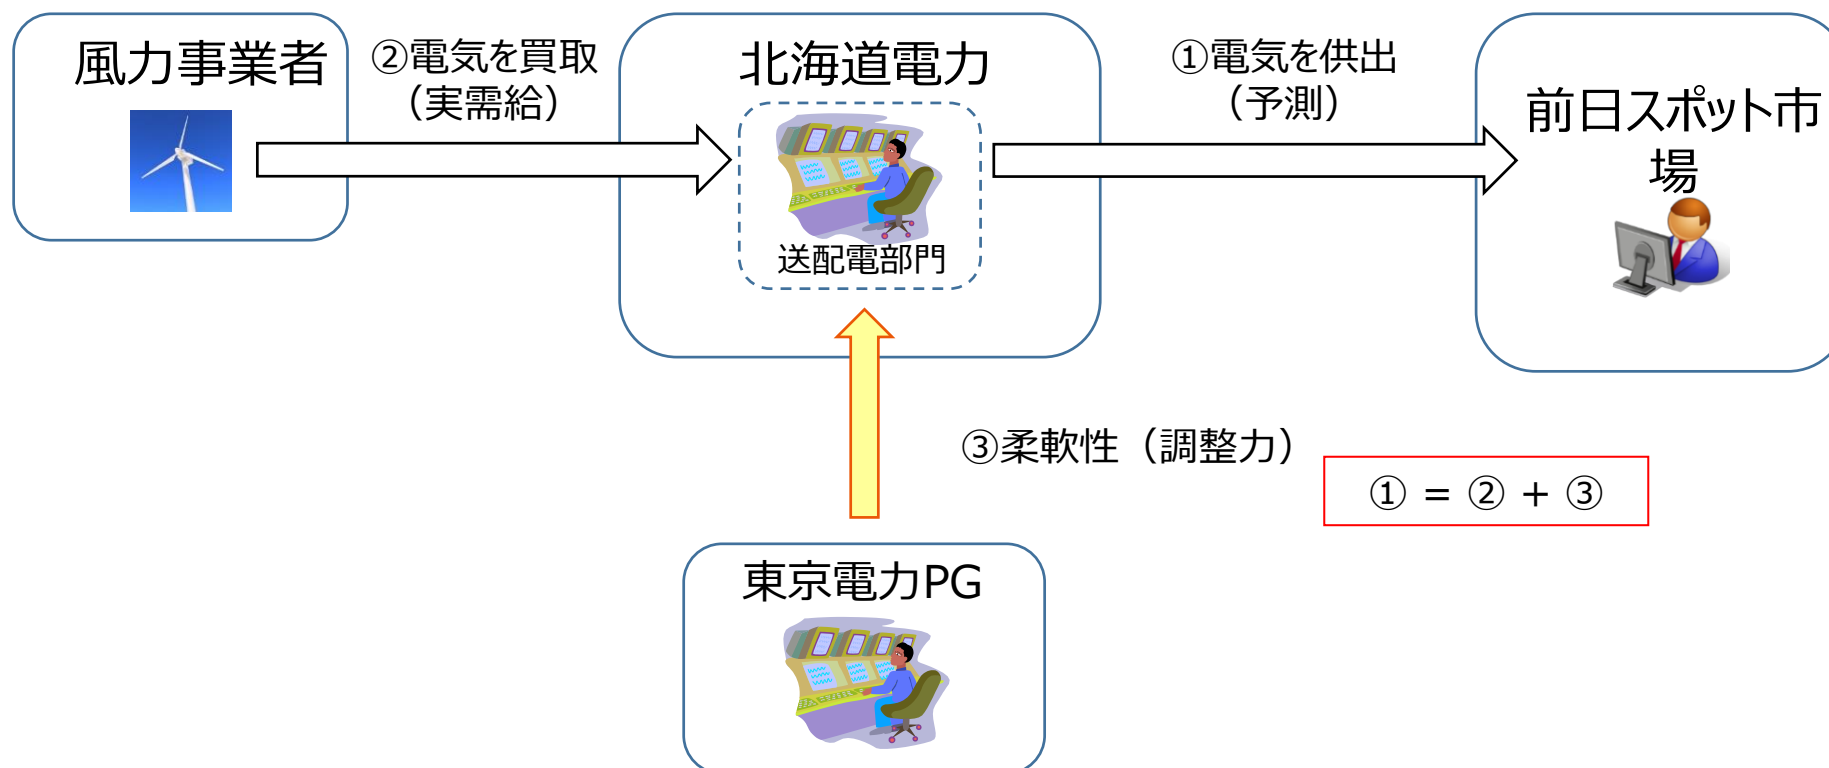 風力事業者
②電気を買取
（実需給）
北海道電力
送配電部門
①電気を供出
（予測）
前日スポット市
場
③柔軟性（調整力）
① = ② + ③
東京電力PG